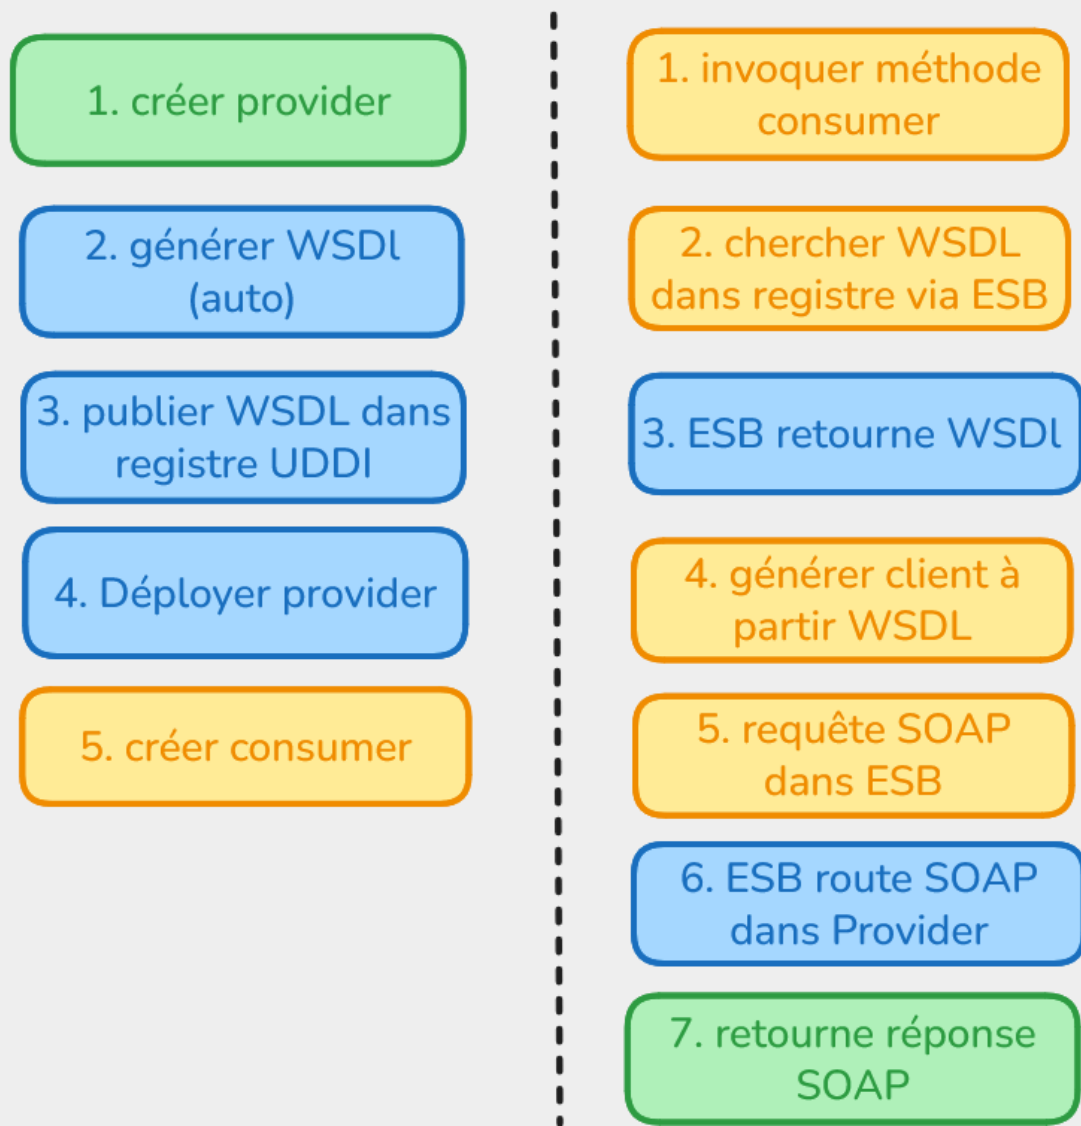 1. créer provider
2. générer WSDl
(auto)
3. publier WSDL dans
registre UDDI
4. Déployer provider
5. créer consumer
1. invoquer méthode
consumer
2. chercher WSDL
dans registre via ESB
3. ESB retourne WSDl
4. générer client à
partir WSDL
5. requête SOAP
dans ESB
6. ESB route SOAP
dans Provider
7. retourne réponse
SOAP